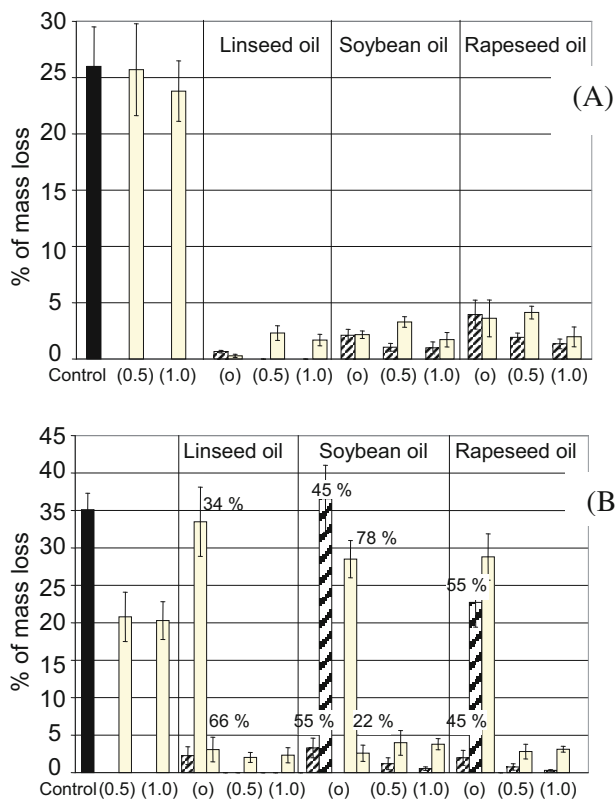 30
25
20
15
10
5
0
% of mass loss
Linseed oil Soybean oil Rapeseed oil
(A)
Control (0.5) (1.0) (o) (0.5) (1.0) (o) (0.5) (1.0) (o) (0.5) (1.0)
45
40
35
30
25
20
15
10
5
0
% of mass loss
Linseed oil Soybean oil Rapeseed oil
(B
34 % 45 % 78 % 55 %
66 % 55 % 22 % 45 %
Control (0.5) (1.0) (o) (0.5) (1.0) (o) (0.5) (1.0) (o) (0.5) (1.0)